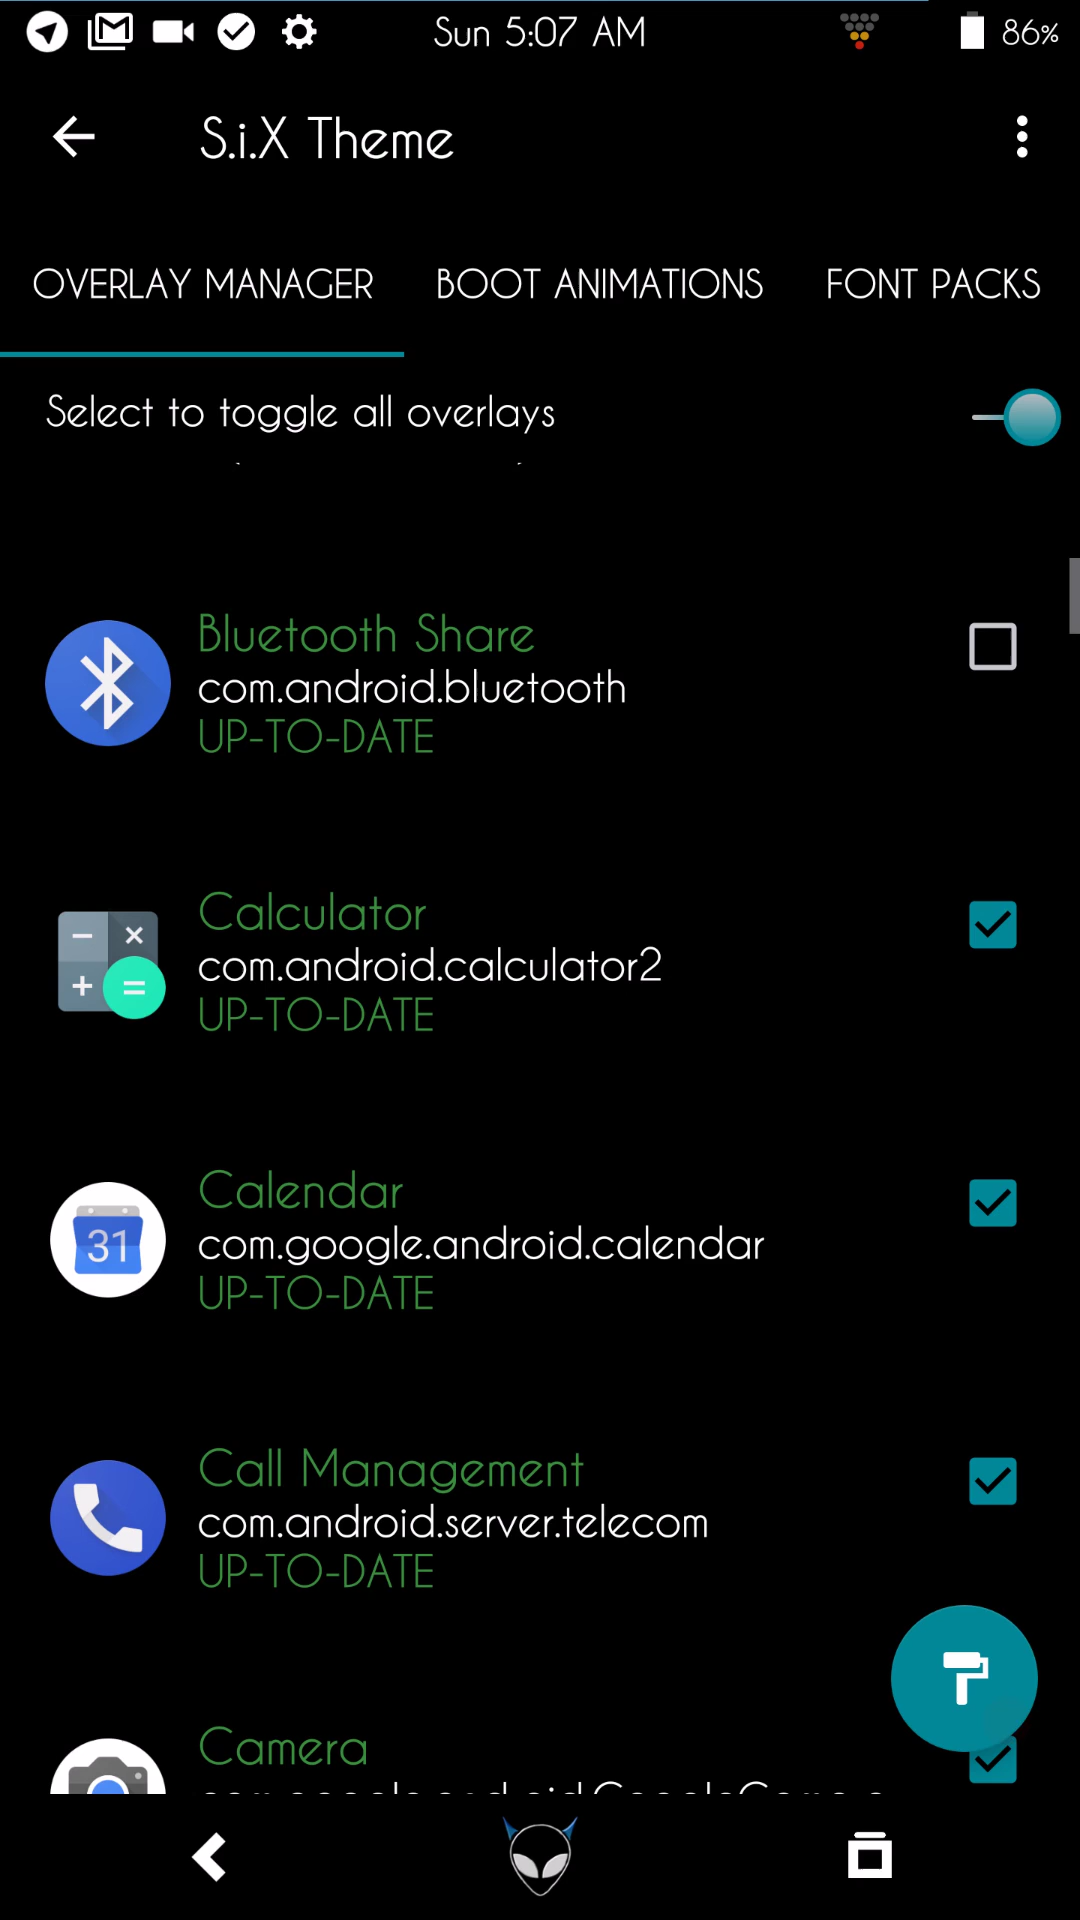 Sun 5:07 AM
86%
S.i.X Theme
OVERLAY MANAGER BOOT ANIMATIONS FONT PACKS
Select to toggle all overlays
Bluetooth Share
com.android.bluetooth
UP-TO-DATE
Calculator
com.android.calculator2
UP-TO-DATE
31
Calendar
com.google.android.calendar
UP-TO-DATE
Call Management
com.android.server.telecom
UP-TO-DATE
Camera